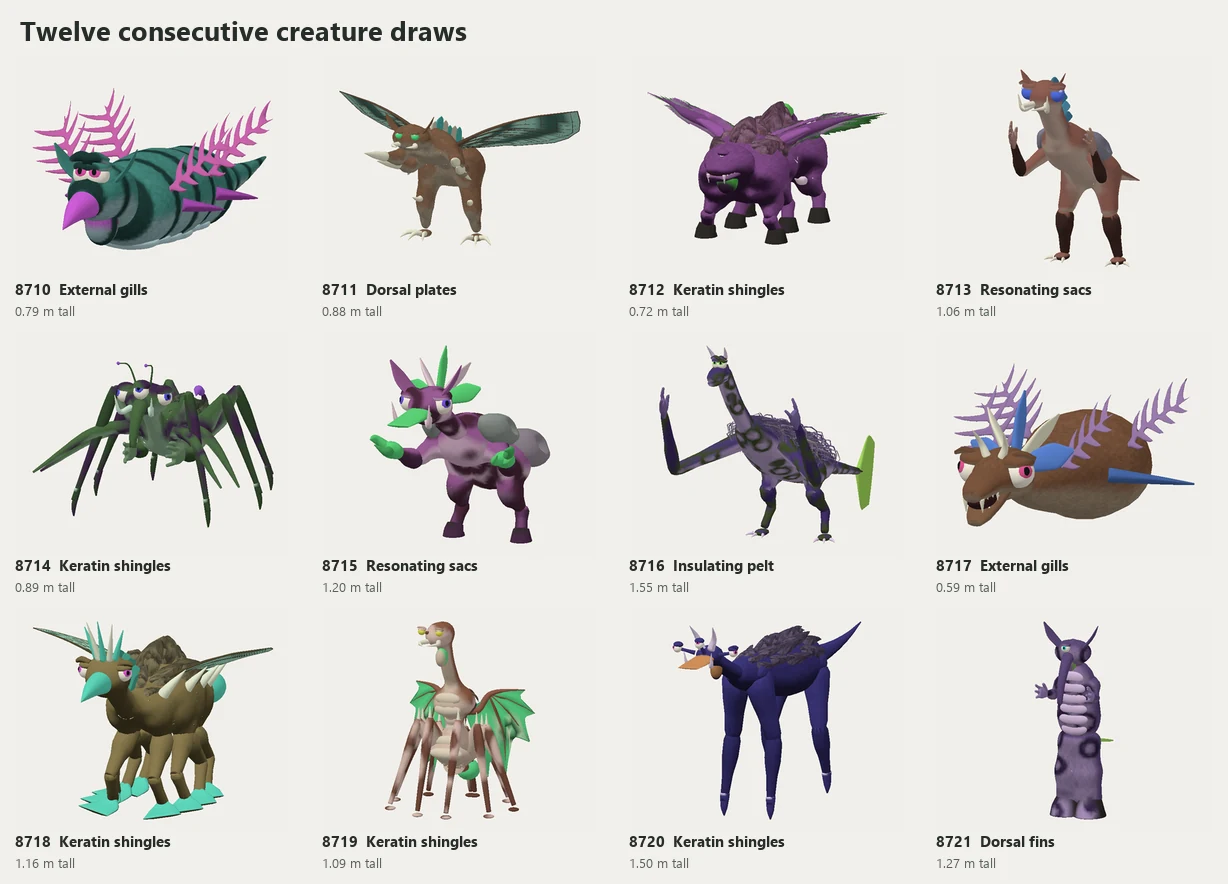 Twelve consecutive creature draws
8710 External gills
0.79 m tall
8711 Dorsal plates
0.88 m tall
8712 Keratin shingles
0.72 m tall
8713 Resonating sacs
1.06 m tall
8714 Keratin shingles
0.89 m tall
8715 Resonating sacs
1.20 m tall
8716 Insulating pelt
1.55 m tall
8717 External gills
0.59 m tall
8718 Keratin shingles
1.16 m tall
8719 Keratin shingles
1.09 m tall
8720 Keratin shingles
1.50 m tall
8721 Dorsal fins
1.27 m tall